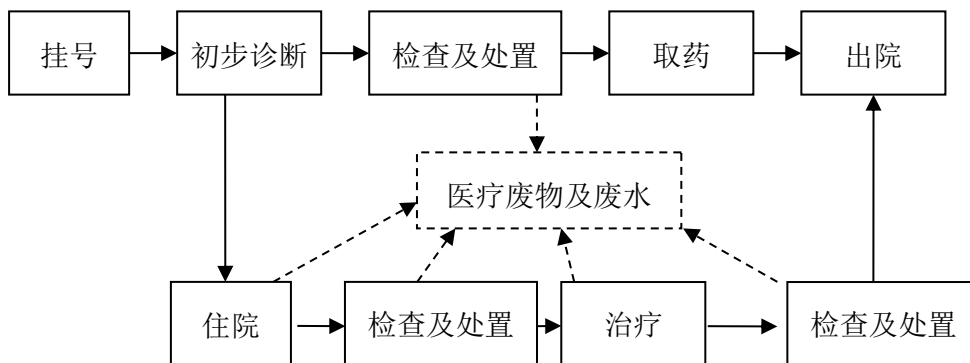 挂号
初步诊断
检查及处置
取药
出院
医疗废物及废水
住院
检查及处置
治疗
检查及处置